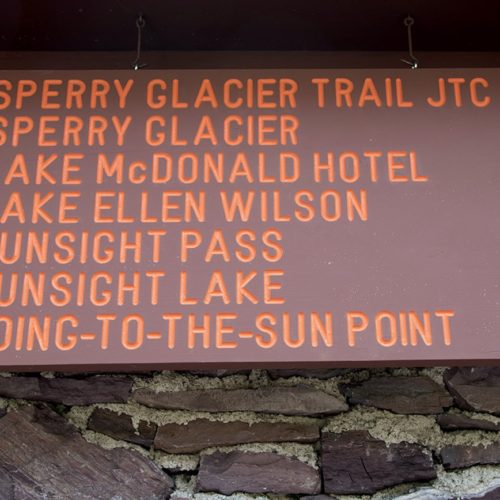 SPERRY GLACIER TRAIL JTC
SPERRY GLACIER
AKE McDONALD HOTEL
AKE ELLEN WILSON
UNSIGHT PASS
UNSIGHT LAKE
OING-TO-THE-SUN POINT